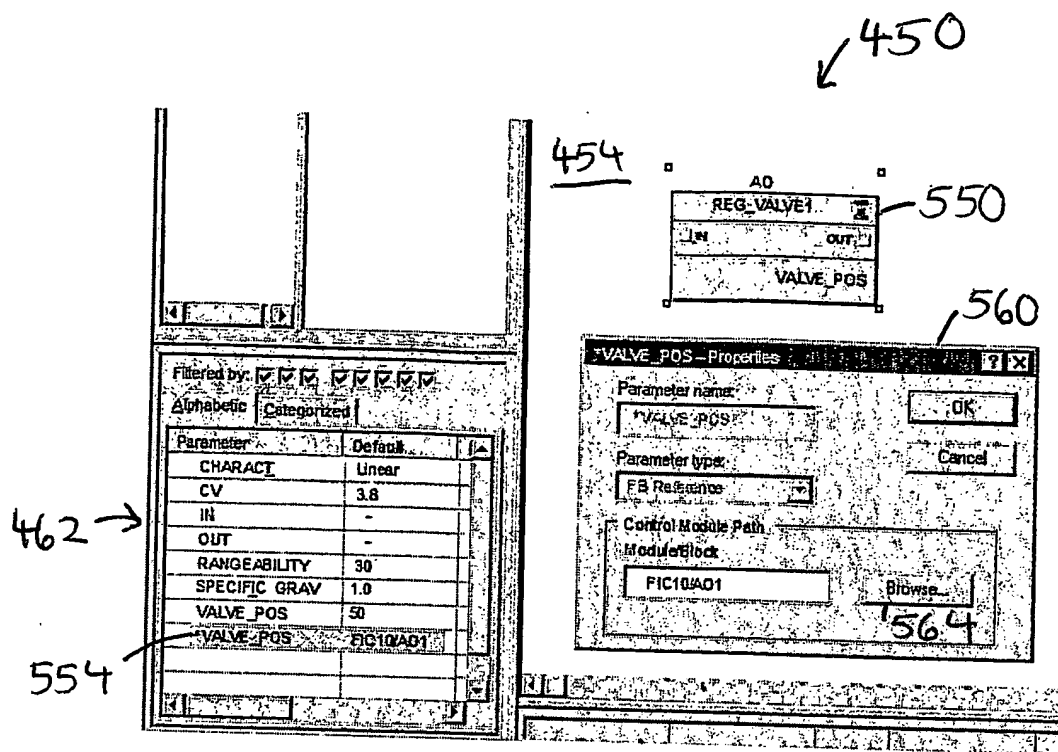 450
454
AO
REG_VALVE1
IN OUT
VALVE_POS
550
560
*VALVE_POS - Properties ? X
Parameter name:
*VALVE_POS
OK
Parameter type:
FB Reference
Cancel
Control Module Path
Module/Block
FIC10/AO1
Browse...
564
Filtered by:
Alphabetic Categorized
Parameter Default...
CHARACT Linear
CV 3.8
IN -
OUT -
RANGEABILITY 30
SPECIFIC GRAV 1.0
VALVE_POS 50
*VALVE_POS FIC10/AO1
462
554